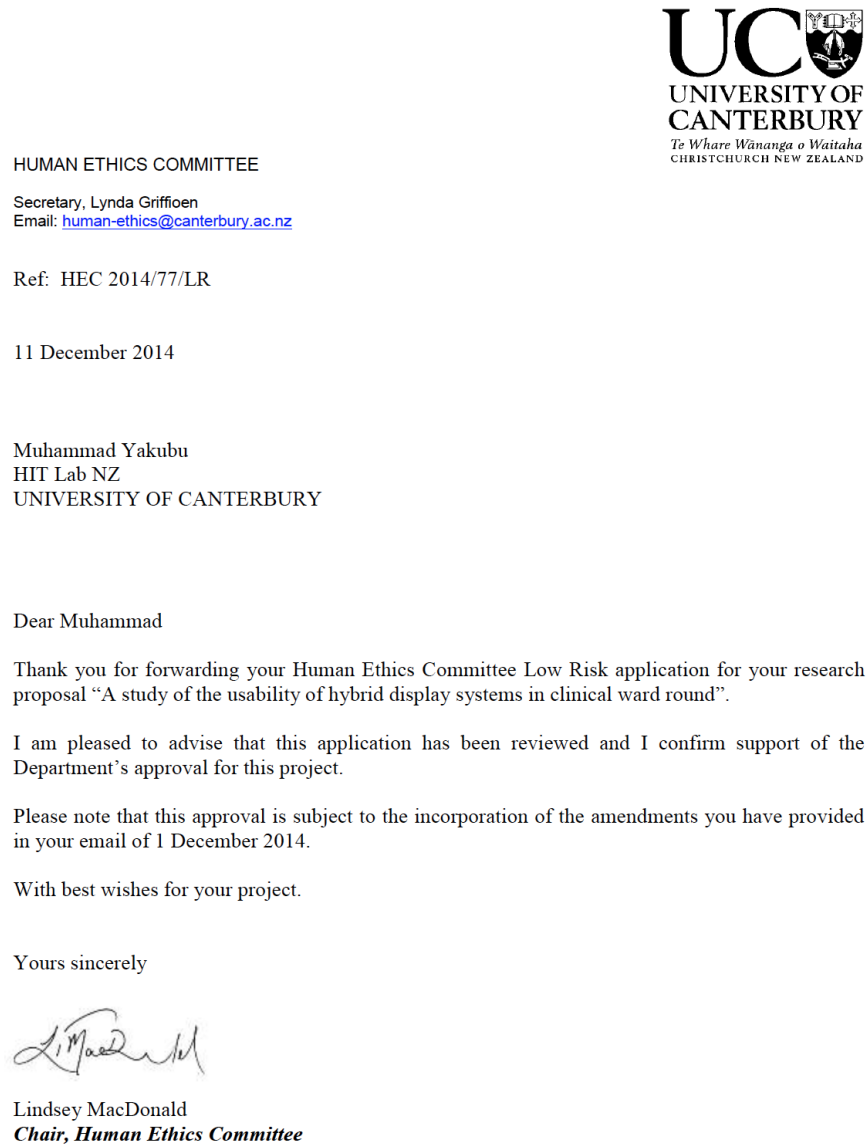 UC
UNIVERSITY OF
CANTERBURY
Te Whare Wānanga o Waitaha
CHRISTCHURCH NEW ZEALAND
HUMAN ETHICS COMMITTEE
Secretary, Lynda Griffioen
Email: human-ethics@canterbury.ac.nz
Ref:  HEC 2014/77/LR
11 December 2014
Muhammad Yakubu
HIT Lab NZ
UNIVERSITY OF CANTERBURY
Dear Muhammad
Thank you for forwarding your Human Ethics Committee Low Risk application for your research
proposal “A study of the usability of hybrid display systems in clinical ward round”.
I am pleased to advise that this application has been reviewed and I confirm support of the
Department’s approval for this project.
Please note that this approval is subject to the incorporation of the amendments you have provided
in your email of 1 December 2014.
With best wishes for your project.
Yours sincerely
Lindsey MacDonald
Chair, Human Ethics Committee